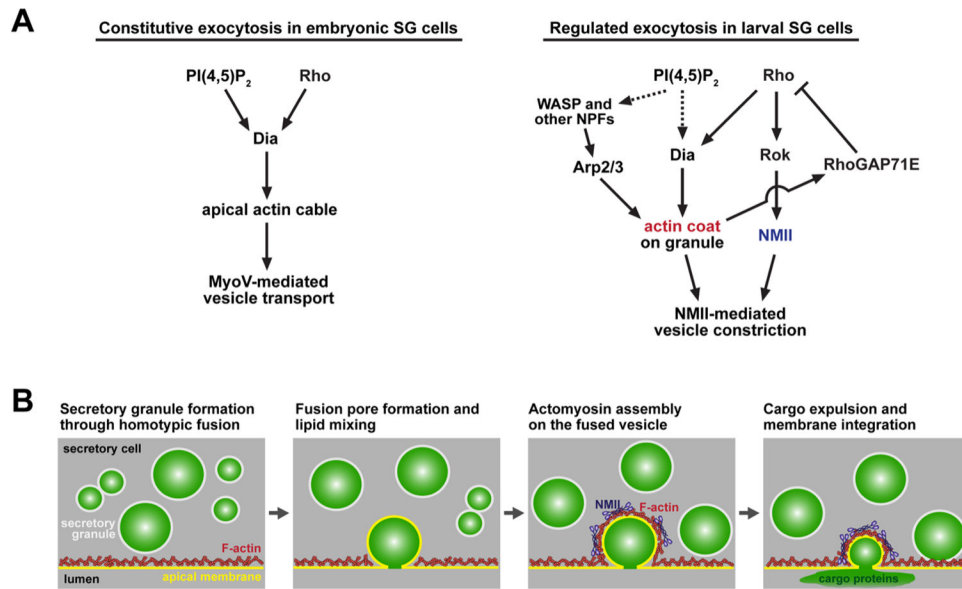 A
Constitutive exocytosis in embryonic SG cells
PI(4,5)P2
Rho
Dia
apical actin cable
MyoV-mediated
vesicle transport
Regulated exocytosis in larval SG cells
PI(4,5)P2
Rho
WASP and
other NPFs
Dia
Rok
Arp2/3
RhoGAP71E
actin coat
on granule
NMII
NMII-mediated
vesicle constriction
B
Secretory granule formation
through homotypic fusion
secretory cell
secretory
granule
F-actin
lumen
apical membrane
Fusion pore formation and
lipid mixing
Actomyosin assembly
on the fused vesicle
NMII
F-actin
Cargo expulsion and
membrane integration
cargo proteins